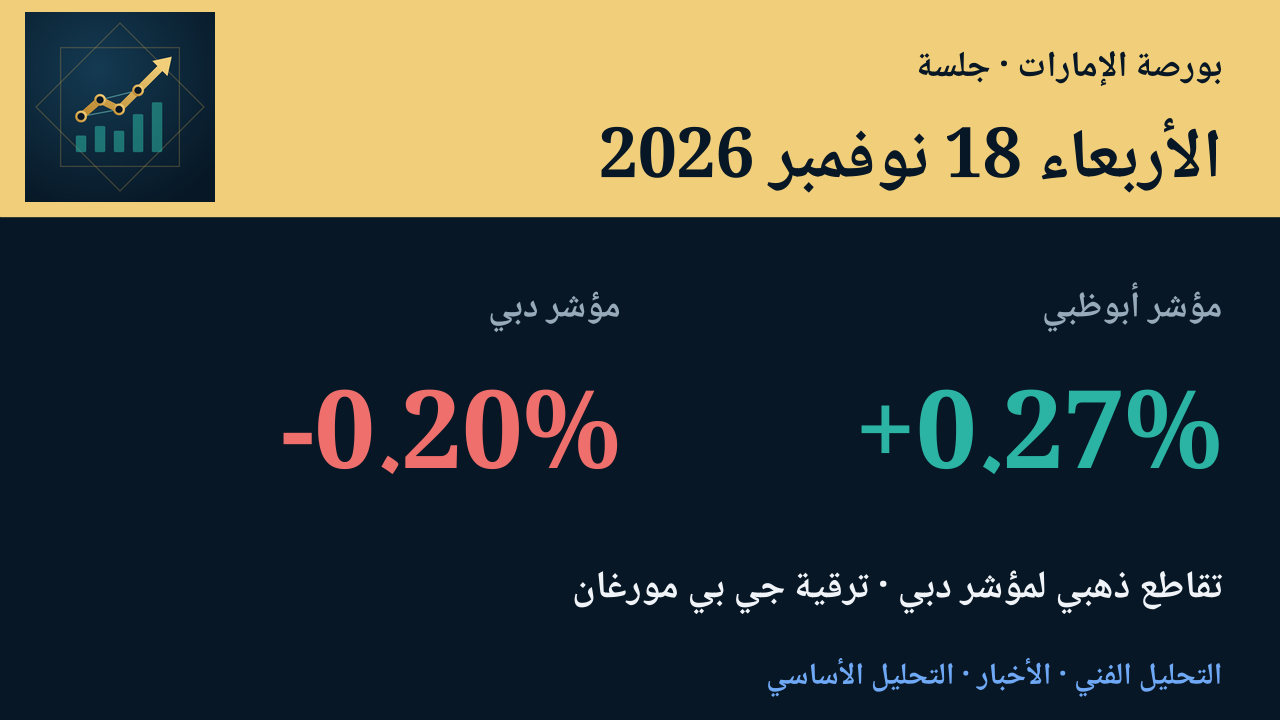 بورصة الإمارات · جلسة
الأربعاء 18 نوفمبر 2026
مؤشر أبوظبي
مؤشر دبي
+0.27%
-0.20%
تقاطع ذهبي لمؤشر دبي · ترقية جي بي مورغان
التحليل الفني · الأخبار · التحليل الأساسي